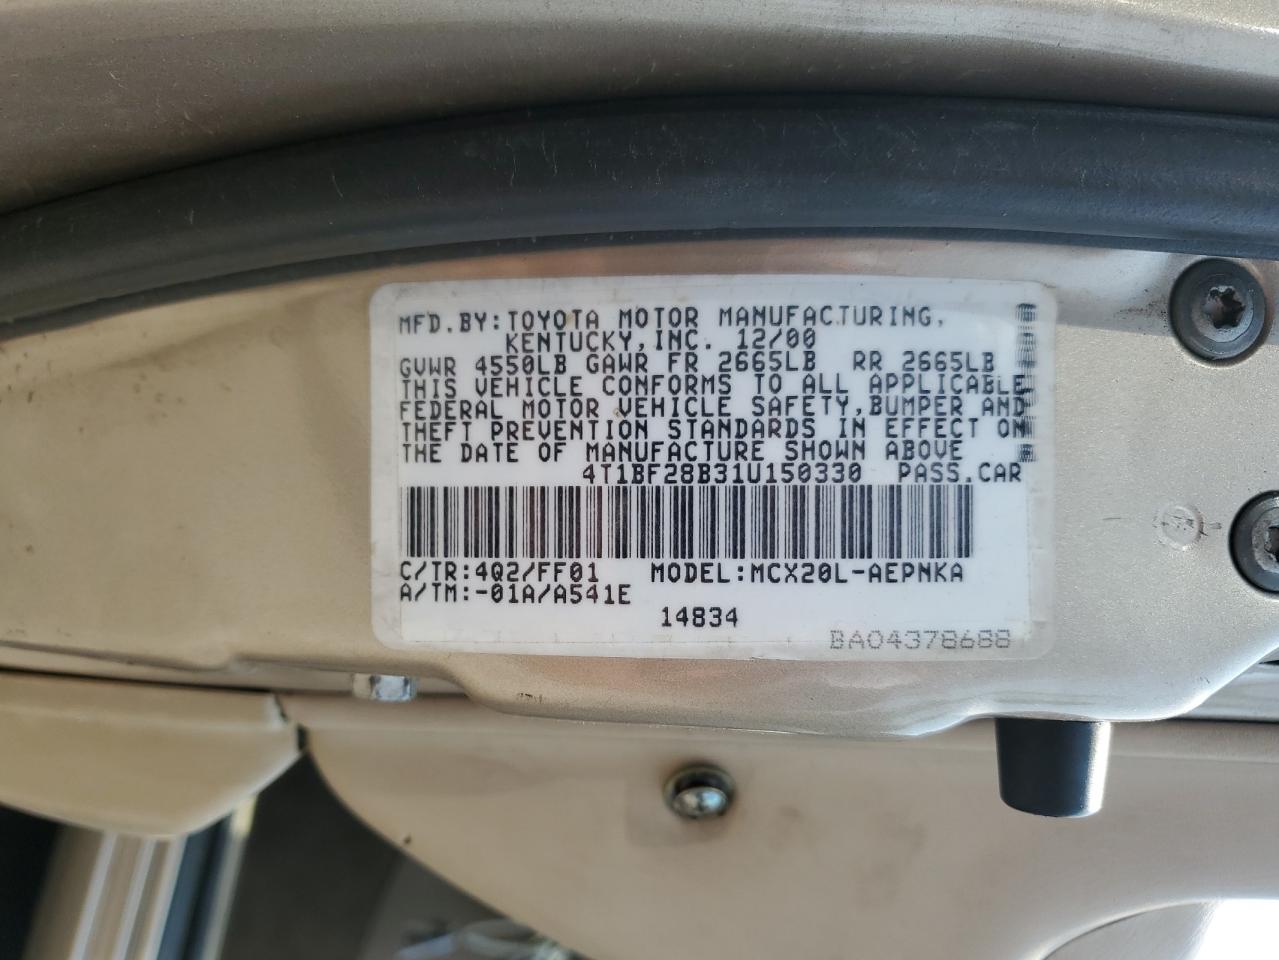 MFD.BY:TOYOTA MOTOR MANUFACTURING,
KENTUCKY,INC. 12/00
GVWR 4550LB GAWR FR 2665LB RR 2665LB
THIS VEHICLE CONFORMS TO ALL APPLICABLE
FEDERAL MOTOR VEHICLE SAFETY,BUMPER AND
THEFT PREVENTION STANDARDS IN EFFECT ON
THE DATE OF MANUFACTURE SHOWN ABOVE
4T1BF28B31U150330 PASS.CAR
C/TR:4Q2/FF01 MODEL:MCX20L-AEPNKA
A/TM:-01A/A541E
14834
BA04378688